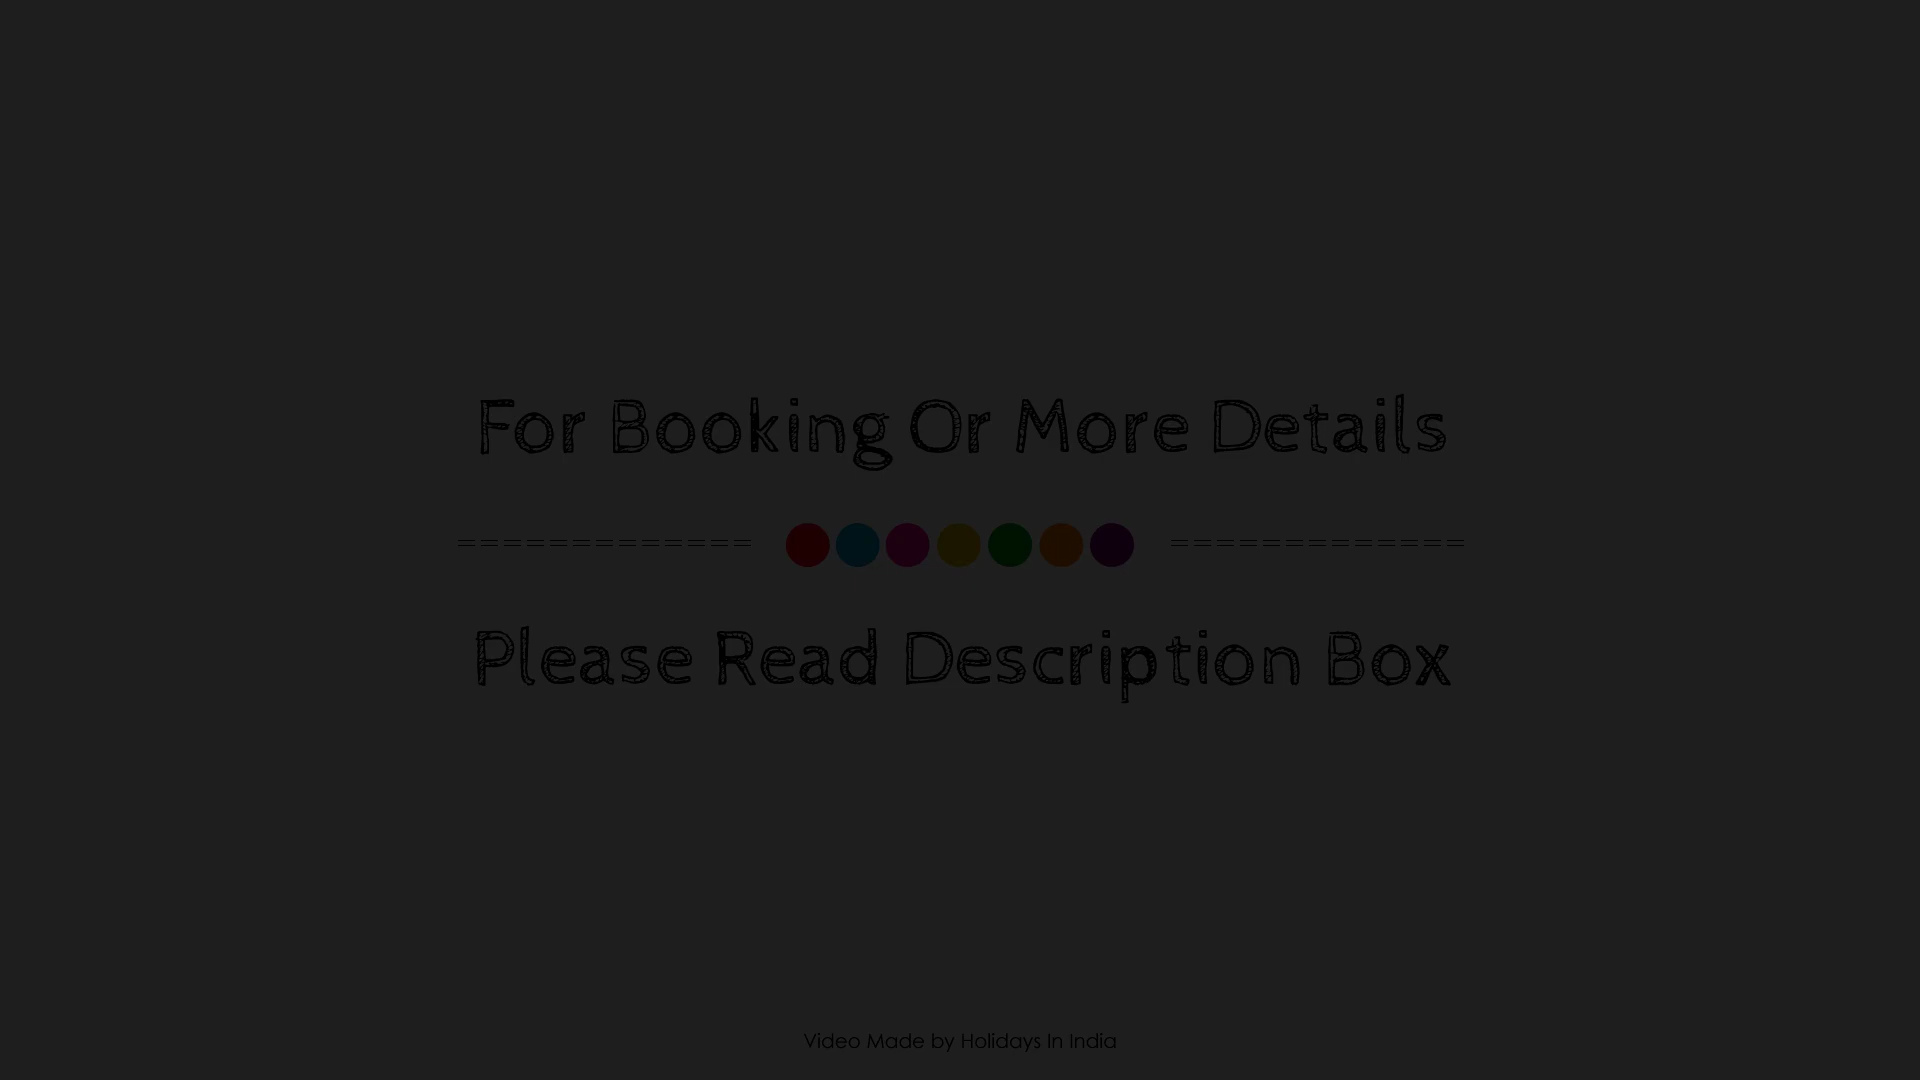 For Booking Or More Details
============= =============
Please Read Description Box
Video Made by Holidays In India